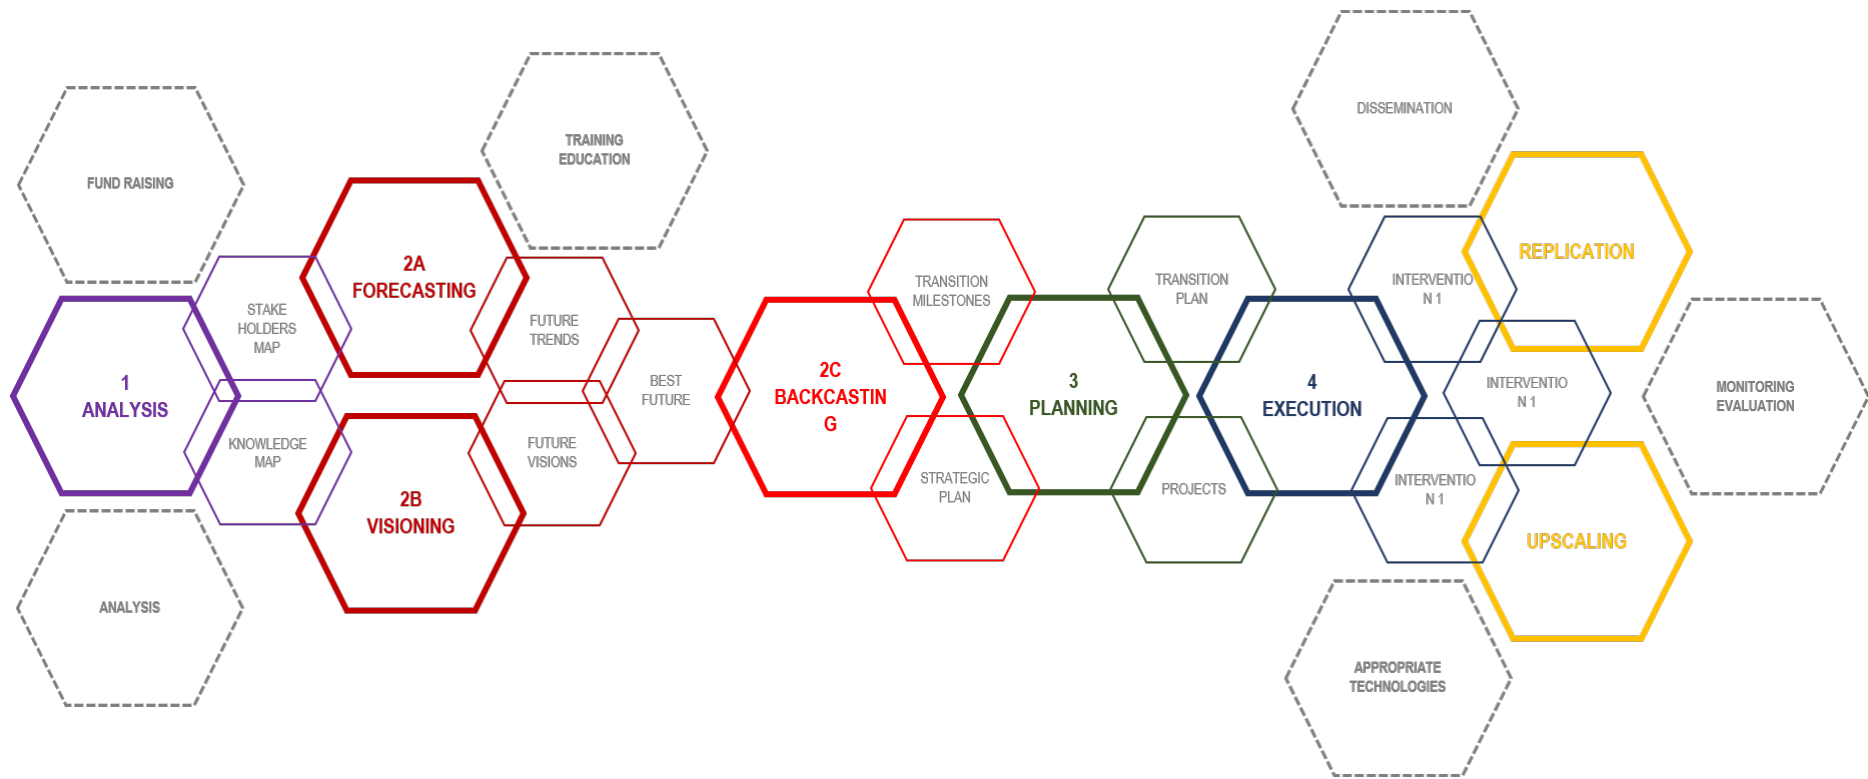 FUND RAISING
TRAINING
EDUCATION
DISSEMINATION
2A
FORECASTING
STAKE
HOLDERS
MAP
1
ANALYSIS
KNOWLEDGE
MAP
2B
VISIONING
ANALYSIS
FUTURE
TRENDS
BEST
FUTURE
FUTURE
VISIONS
2C
BACKCASTIN
G
TRANSITION
MILESTONES
STRATEGIC
PLAN
3
PLANNING
TRANSITION
PLAN
PROJECTS
4
EXECUTION
INTERVENTIO
N 1
INTERVENTIO
N 1
INTERVENTIO
N 1
REPLICATION
UPSCALING
MONITORING
EVALUATION
APPROPRIATE
TECHNOLOGIES